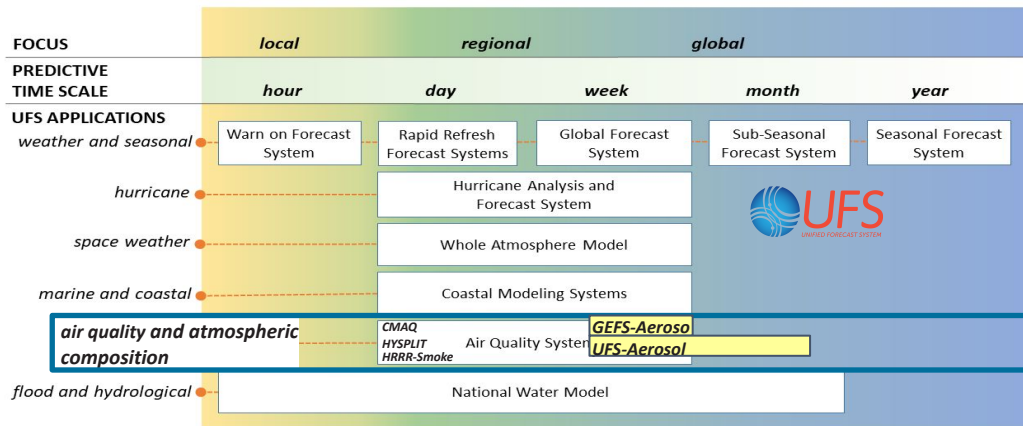 FOCUS local regional global
PREDICTIVE
TIME SCALE hour day week month year
UFS APPLICATIONS
weather and seasonal
Warn on Forecast
System
Rapid Refresh
Forecast Systems
Global Forecast
System
Sub-Seasonal
Forecast System
Seasonal Forecast
System
hurricane
Hurricane Analysis and
Forecast System
UFS
UNIFIED FORECAST SYSTEM
space weather
Whole Atmosphere Model
marine and coastal
Coastal Modeling Systems
air quality and atmospheric
composition
CMAQ
HYSPLIT
HRRR-Smoke
Air Quality System
GEFS-Aeroso
UFS-Aerosol
flood and hydrological
National Water Model